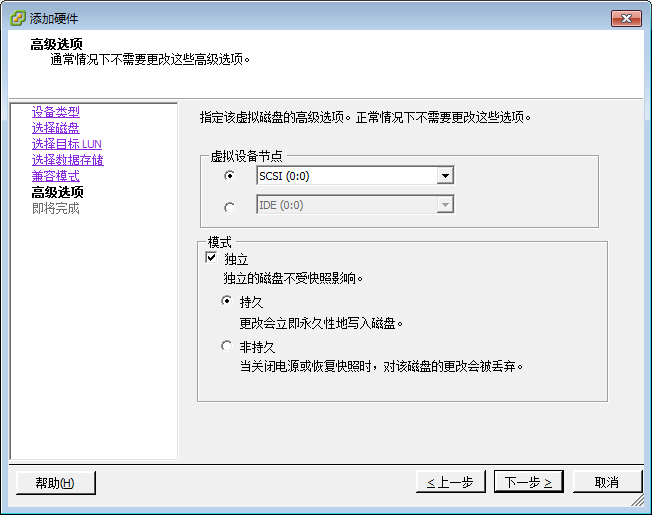 添加硬件
高级选项
通常情况下不需要更改这些高级选项。
设备类型
选择磁盘
选择目标 LUN
选择数据存储
兼容模式
高级选项
即将完成
指定该虚拟磁盘的高级选项。正常情况下不需要更改这些选项。
虚拟设备节点
SCSI (0:0)
IDE (0:0)
模式
独立
独立的磁盘不受快照影响。
持久
更改会立即永久性地写入磁盘。
非持久
当关闭电源或恢复快照时，对该磁盘的更改会被丢弃。
帮助(H)
< 上一步
下一步 >
取消